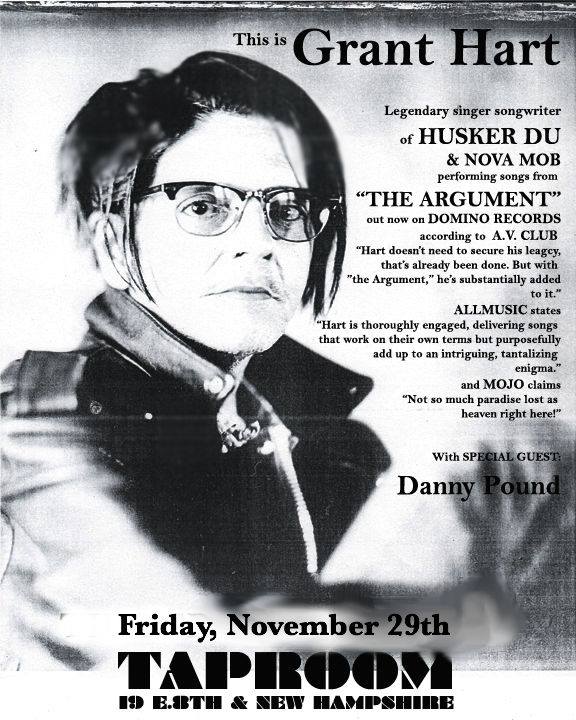 This is Grant Hart
Legendary singer songwriter
of HUSKER DU
& NOVA MOB
performing songs from
“THE ARGUMENT”
out now on DOMINO RECORDS
according to A.V. CLUB
“Hart doesn’t need to secure his leagcy,
that’s already been done. But with
”the Argument,” he’s substantially added
to it.”
ALLMUSIC states
“Hart is thoroughly engaged, delivering songs
that work on their own terms but purposefully
add up to an intriguing, tantalizing
enigma.”
and MOJO claims
“Not so much paradise lost as
heaven right here!”
With SPECIAL GUEST:
Danny Pound
Friday, November 29th
TAPROOM
19 E.8TH & NEW HAMPSHIRE